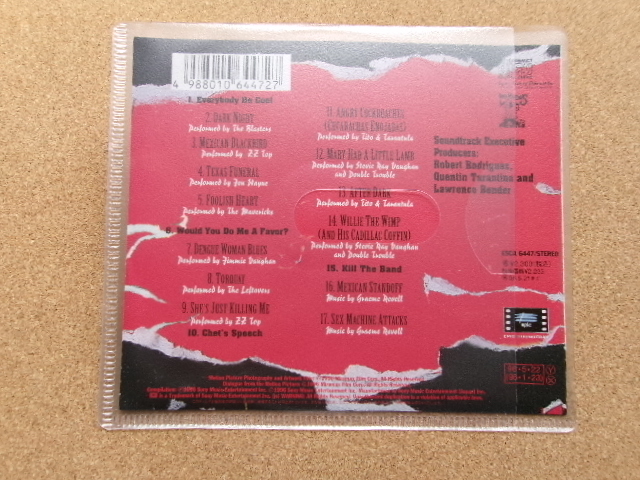 4 988010 644727
1. Everybody Be Cool
2. DARK NIGHT
Performed by The Blasters
3. MEXICAN BLACKBIRD
Performed by ZZ Top
4. TEXAS FUNERAL
Performed by Jon Wayne
5. FOOLISH HEART
Performed by The Mavericks
6. Would You Do Me A Favor?
7. DENGUE WOMAN BLUES
Performed by Jimmie Vaughan
8. TORQUAY
Performed by The Leftovers
9. SHE'S JUST KILLING ME
Performed by ZZ Top
10. Chet's Speech
11. ANGRY COCKROACHES
(CUCARACHAS ENOJADAS)
Performed by Tito & Tarantula
12. MARY HAD A LITTLE LAMB
Performed by Stevie Ray Vaughan
and Double Trouble
13. AFTER DARK
Performed by Tito & Tarantula
14. WILLIE THE WIMP
(AND HIS CADILLAC COFFIN)
Performed by Stevie Ray Vaughan
and Double Trouble
15. Kill The Band
16. MEXICAN STANDOFF
Music by Graeme Revell
17. SEX MACHINE ATTACKS
Music by Graeme Revell
Soundtrack Executive
Producers:
Robert Rodriguez,
Quentin Tarantino and
Lawrence Bender
ESCA 6447/STEREO
epic